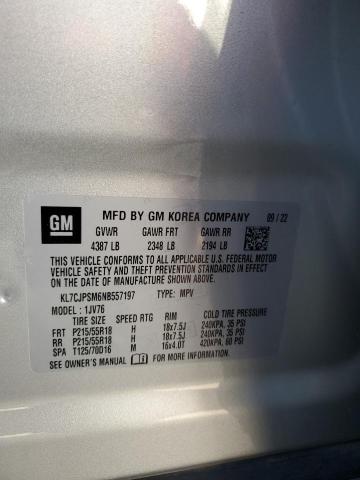 GM
MFD BY GM KOREA COMPANY 09/22
GVWR GAWR FRT GAWR RR
4387 LB 2348 LB 2194 LB
THIS VEHICLE CONFORMS TO ALL APPLICABLE U.S. FEDERAL MOTOR
VEHICLE SAFETY AND THEFT PREVENTION STANDARDS IN EFFECT ON
THE DATE OF MANUFACTURE SHOWN ABOVE.
KL7CJPSM6NB557197 TYPE: MPV
MODEL: 1JV76
TIRE SIZE SPEED RTG RIM COLD TIRE PRESSURE
FRT P215/55R18 H 18x7.5J 240KPA, 35 PSI
RR P215/55R18 H 18x7.5J 240KPA, 35 PSI
SPA T125/70D16 M 16x4.0T 420KPA, 60 PSI
SEE OWNER'S MANUAL FOR MORE INFORMATION.